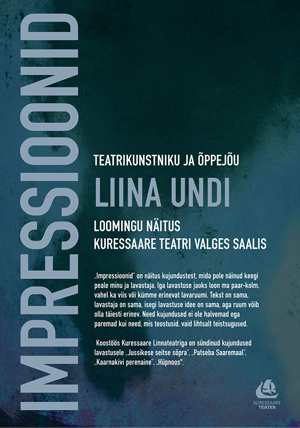 IMPRESSIOONID
TEATRIKUNSTNIKU JA ÕPPEJÕU
LIINA UNDI
LOOMINGU NÄITUS
KURESSAARE TEATRI VALGES SAALIS
„Impressioonid" on näitus kujundustest, mida pole näinud keegi
peale minu ja lavastaja. Iga lavastuse jaoks loon ma paar-kolm,
vahel ka viis või kümme erinevat lavaruumi. Tekst on sama,
lavastaja on sama, isegi lavastuse idee on sama, aga ruum võib
olla täiesti erinev. Need kujundused ei ole halvemad ega
paremad kui need, mis teostusid, vaid lihtsalt teistsugused.
Koostöös Kuressaare Linnateatriga on sündinud kujundused
lavastustele „Jussikese seitse sõpra", „Patseba Saaremaal",
„Kaarnakivi perenaine", „Hüpnoos".
KURESSAARE
TEATER